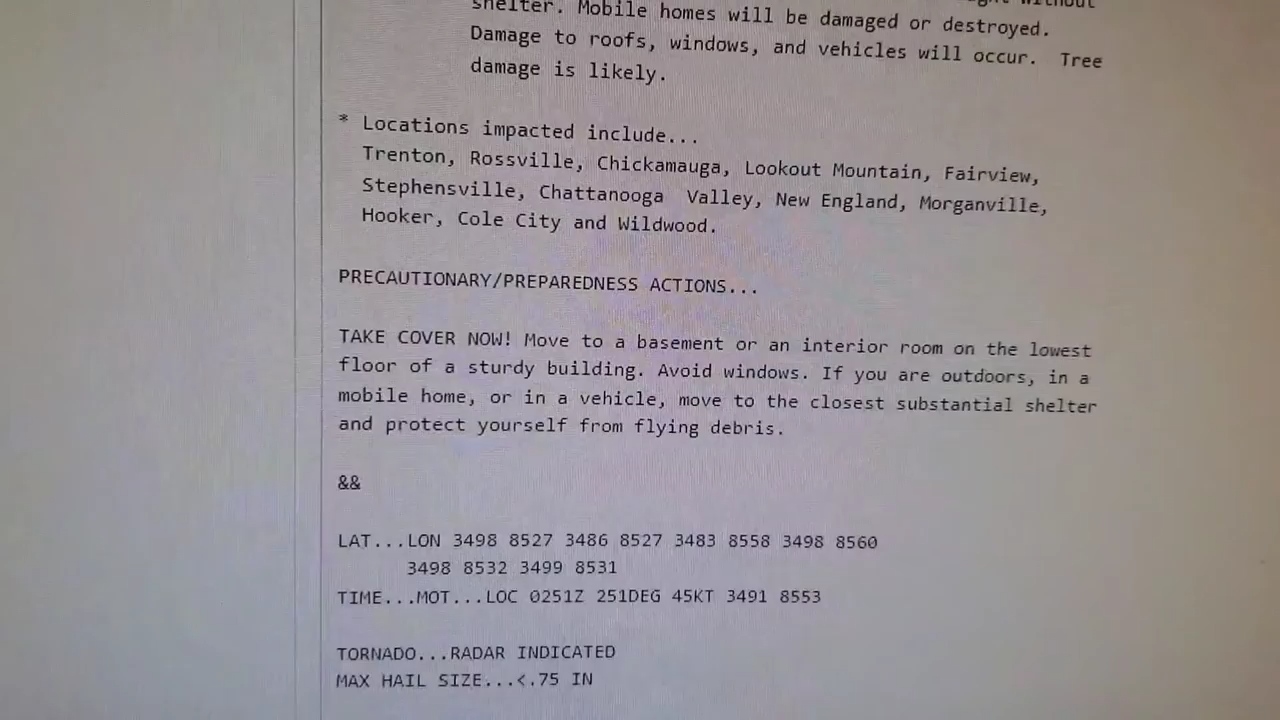 shelter. Mobile homes will be damaged or destroyed.
Damage to roofs, windows, and vehicles will occur. Tree
damage is likely.
* Locations impacted include...
Trenton, Rossville, Chickamauga, Lookout Mountain, Fairview,
Stephensville, Chattanooga Valley, New England, Morganville,
Hooker, Cole City and Wildwood.
PRECAUTIONARY/PREPAREDNESS ACTIONS...
TAKE COVER NOW! Move to a basement or an interior room on the lowest
floor of a sturdy building. Avoid windows. If you are outdoors, in a
mobile home, or in a vehicle, move to the closest substantial shelter
and protect yourself from flying debris.
&&
LAT...LON 3498 8527 3486 8527 3483 8558 3498 8560
3498 8532 3499 8531
TIME...MOT...LOC 0251Z 251DEG 45KT 3491 8553
TORNADO...RADAR INDICATED
MAX HAIL SIZE...<.75 IN